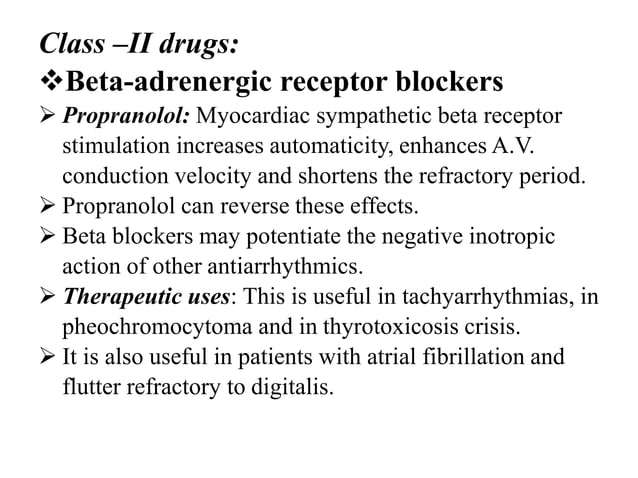 Class –II drugs:
❖Beta-adrenergic receptor blockers
➢ Propranolol: Myocardiac sympathetic beta receptor
stimulation increases automaticity, enhances A.V.
conduction velocity and shortens the refractory period.
➢ Propranolol can reverse these effects.
➢ Beta blockers may potentiate the negative inotropic
action of other antiarrhythmics.
➢ Therapeutic uses: This is useful in tachyarrhythmias, in
pheochromocytoma and in thyrotoxicosis crisis.
➢ It is also useful in patients with atrial fibrillation and
flutter refractory to digitalis.